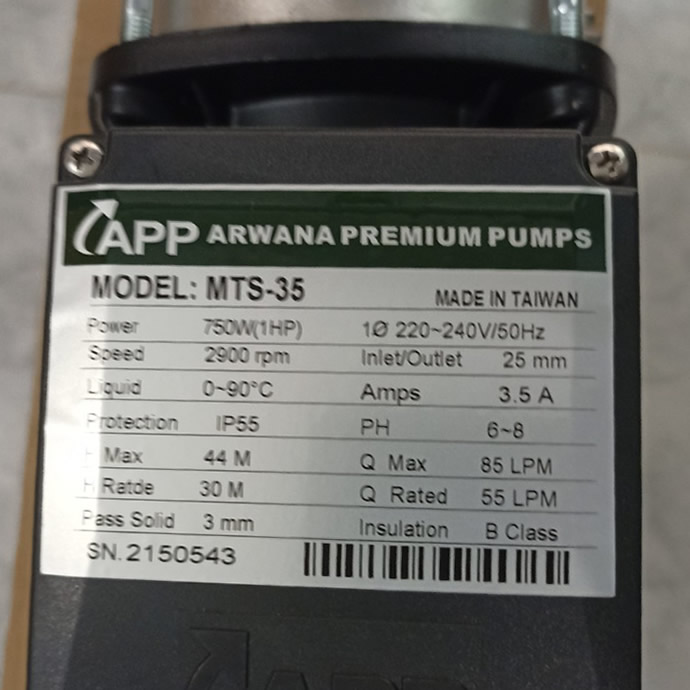 APP ARWANA PREMIUM PUMPS
MODEL: MTS-35 MADE IN TAIWAN
Power 750W(1HP) 1Ø 220~240V/50Hz
Speed 2900 rpm Inlet/Outlet 25 mm
Liquid 0~90°C Amps 3.5 A
Protection IP55 PH 6~8
H Max 44 M Q Max 85 LPM
H Ratde 30 M Q Rated 55 LPM
Pass Solid 3 mm Insulation B Class
SN. 2150543
APP